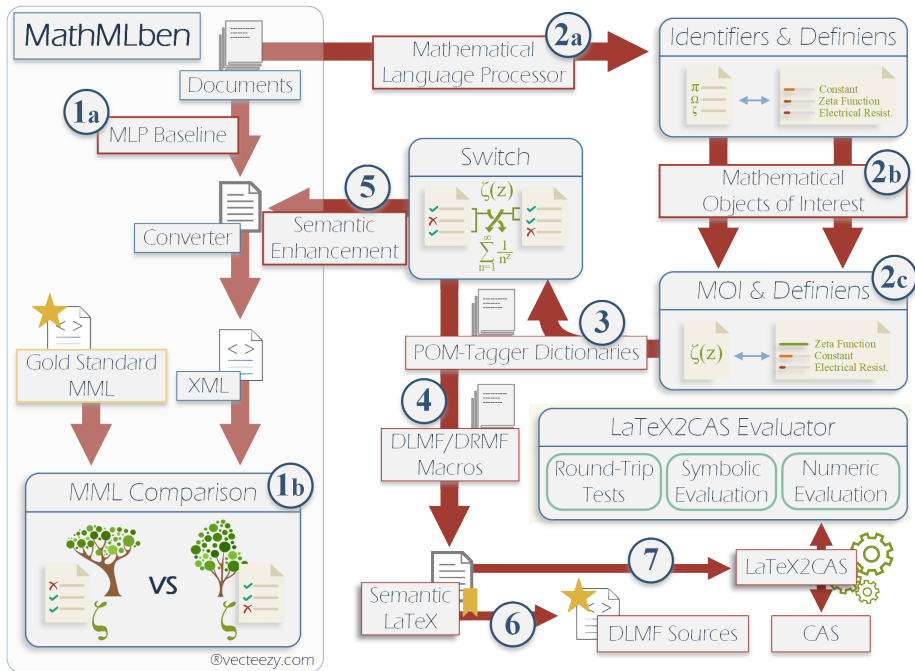 MathMLben
Documents
1a
MLP Baseline
Converter
Gold Standard
MML
< >
XML
< >
MML Comparison
1b
VS
®vecteezy.com
2a
Mathematical
Language Processor
Identifiers & Definiens
π
Ω
ζ
Constant
Zeta Function
Electrical Resist.
2b
Mathematical
Objects of Interest
2c
MOI & Definiens
ζ(z)
Zeta Function
Constant
Electrical Resist.
3
POM-Tagger Dictionaries
Switch
ζ(z)
∞
∑ 1/n²
n=1
5
Semantic
Enhancement
4
DLMF/DRMF
Macros
Semantic
LaTeX
6
< >
DLMF Sources
7
LaTeX2CAS
CAS
LaTeX2CAS Evaluator
Round-Trip
Tests
Symbolic
Evaluation
Numeric
Evaluation